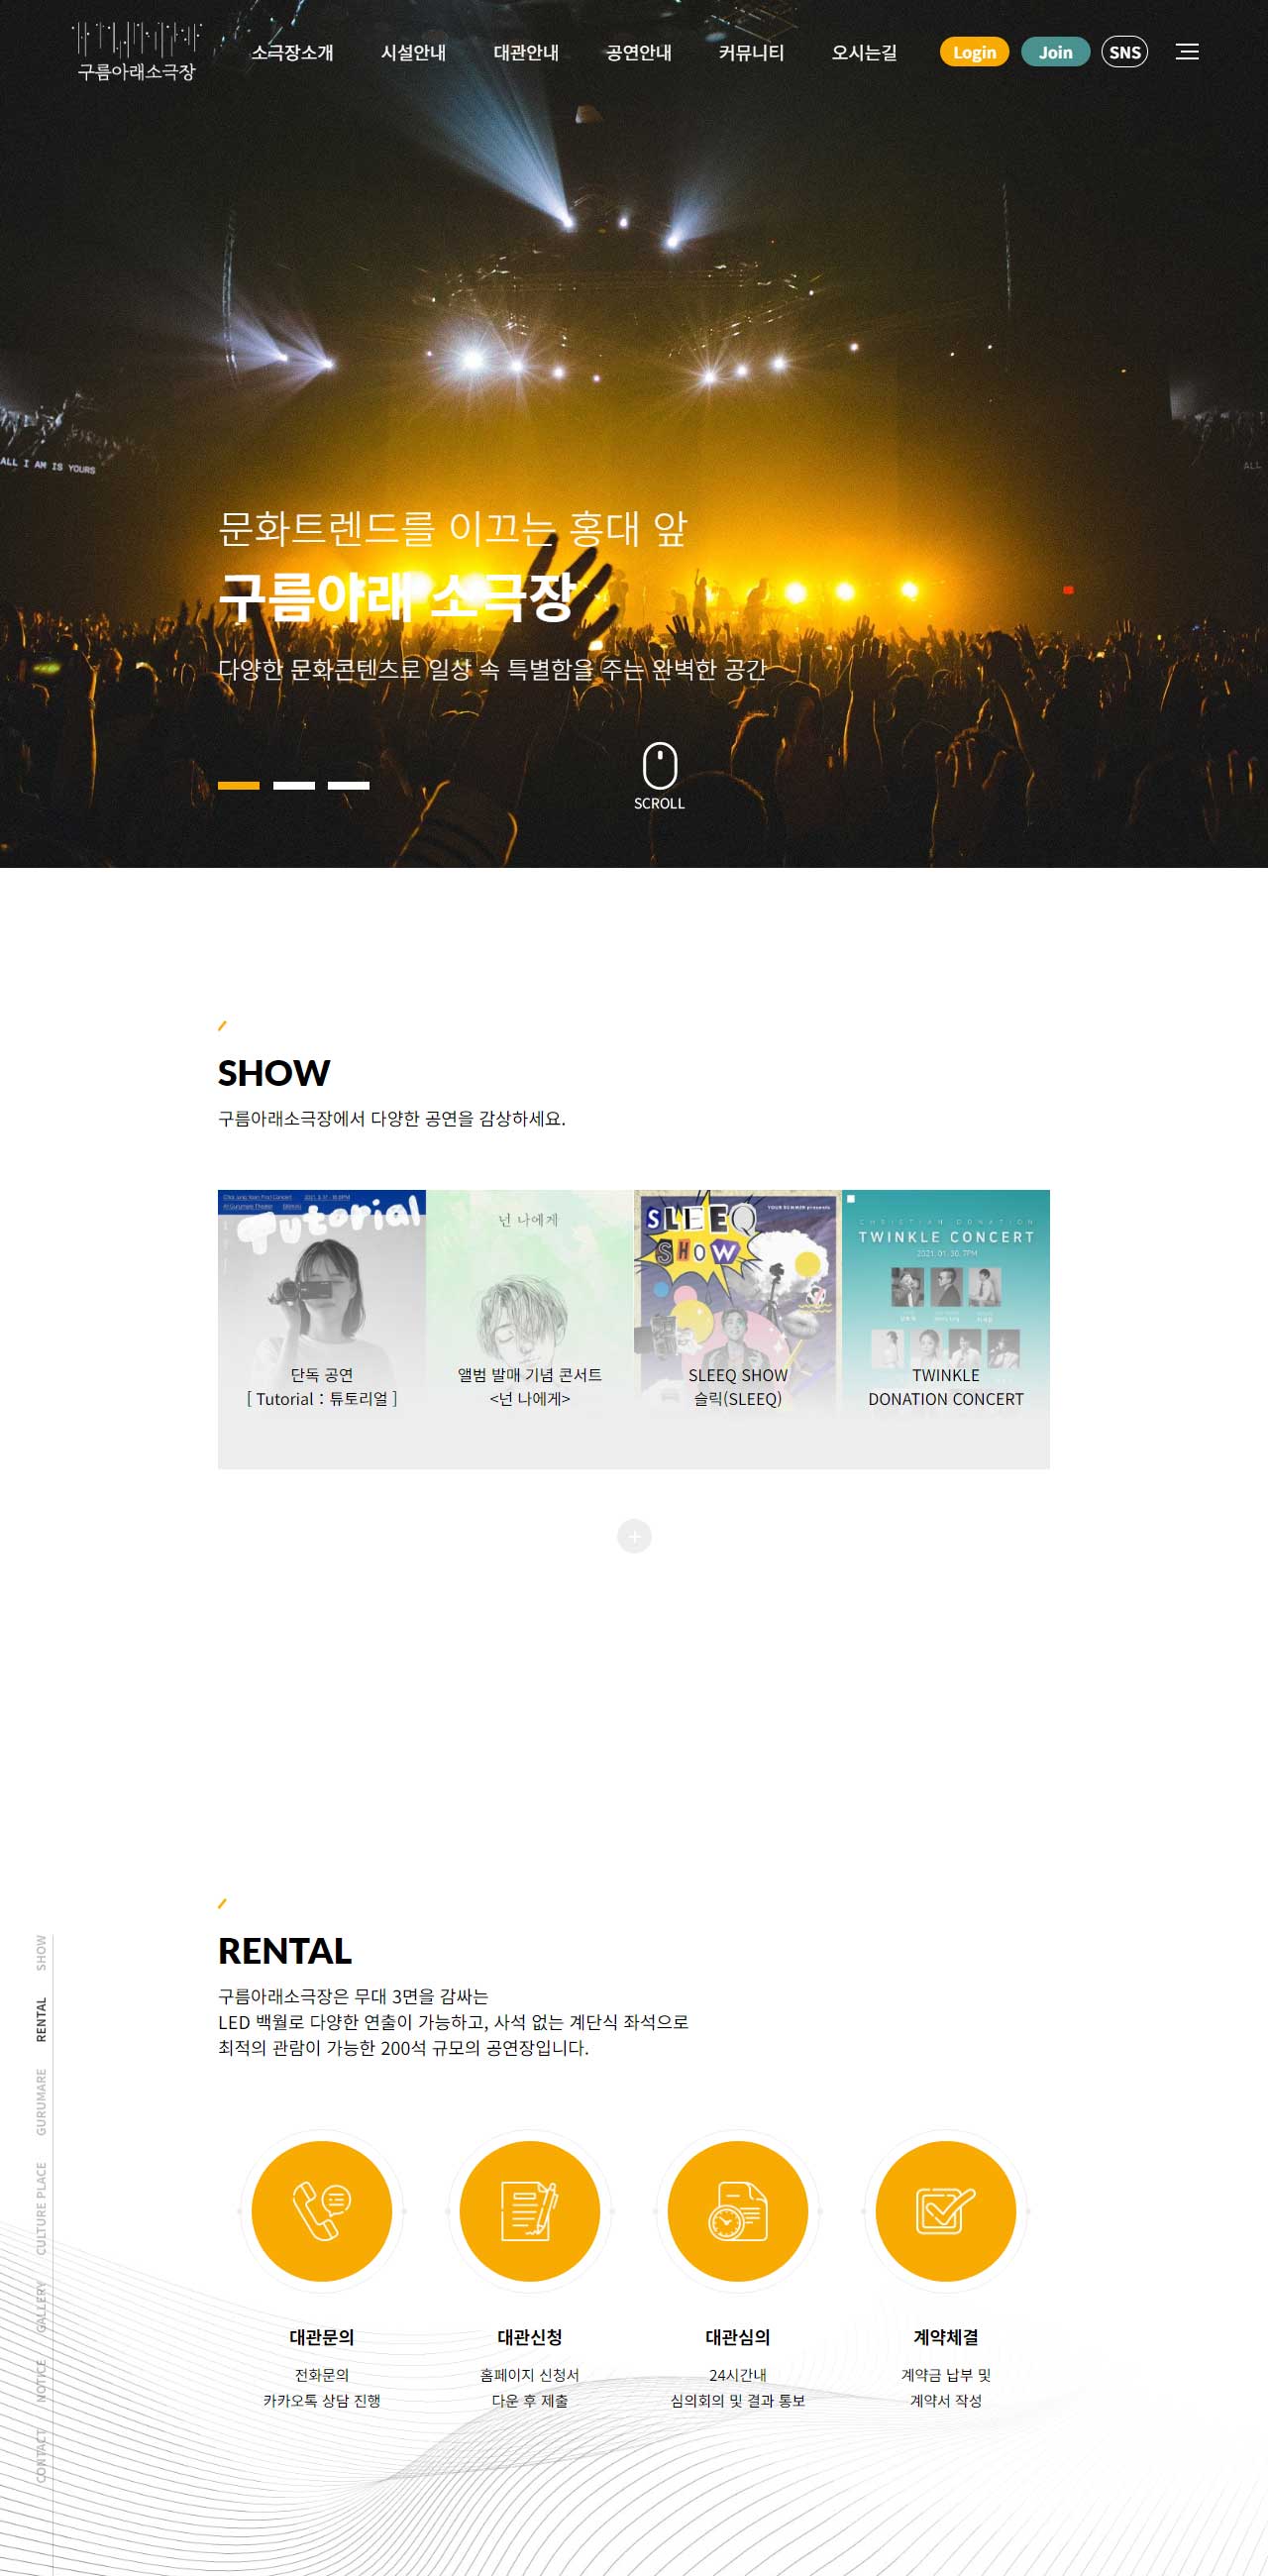 구름아래소극장
소극장소개
시설안내
대관안내
공연안내
커뮤니티
오시는길
Login
Join
SNS
ALL I AM IS YOURS
ALL
문화트렌드를 이끄는 홍대 앞
구름아래 소극장
다양한 문화콘텐츠로 일상 속 특별함을 주는 완벽한 공간
SCROLL
SHOW
구름아래소극장에서 다양한 공연을 감상하세요.
Tutorial
단독 공연
[ Tutorial : 튜토리얼 ]
넌 나에게
앨범 발매 기념 콘서트
<넌 나에게>
YOUR SUMMER presents
SLEEQ
SHOW
SLEEQ SHOW
슬릭(SLEEQ)
CHRISTIAN DONATION
TWINKLE CONCERT
2021. 01. 30. 7PM
TWINKLE
DONATION CONCERT
SHOW
RENTAL
GURUMARE
CULTURE PLACE
GALLERY
NOTICE
CONTACT
RENTAL
구름아래소극장은 무대 3면을 감싸는
LED 백월로 다양한 연출이 가능하고, 사석 없는 계단식 좌석으로
최적의 관람이 가능한 200석 규모의 공연장입니다.
대관문의
전화문의
카카오톡 상담 진행
대관신청
홈페이지 신청서
다운 후 제출
대관심의
24시간내
심의회의 및 결과 통보
계약체결
계약금 납부 및
계약서 작성